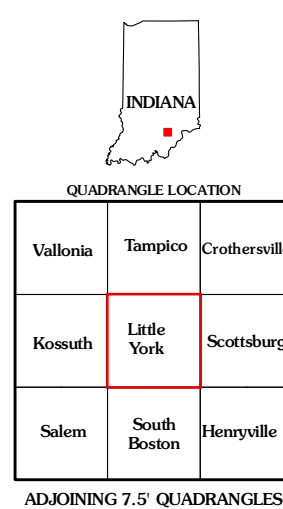 INDIANA
QUADRANGLE LOCATION
Vallonia Tampico Crothersvill
Kossuth Little York Scottsburg
Salem South Boston Henryville
ADJOINING 7.5' QUADRANGLES